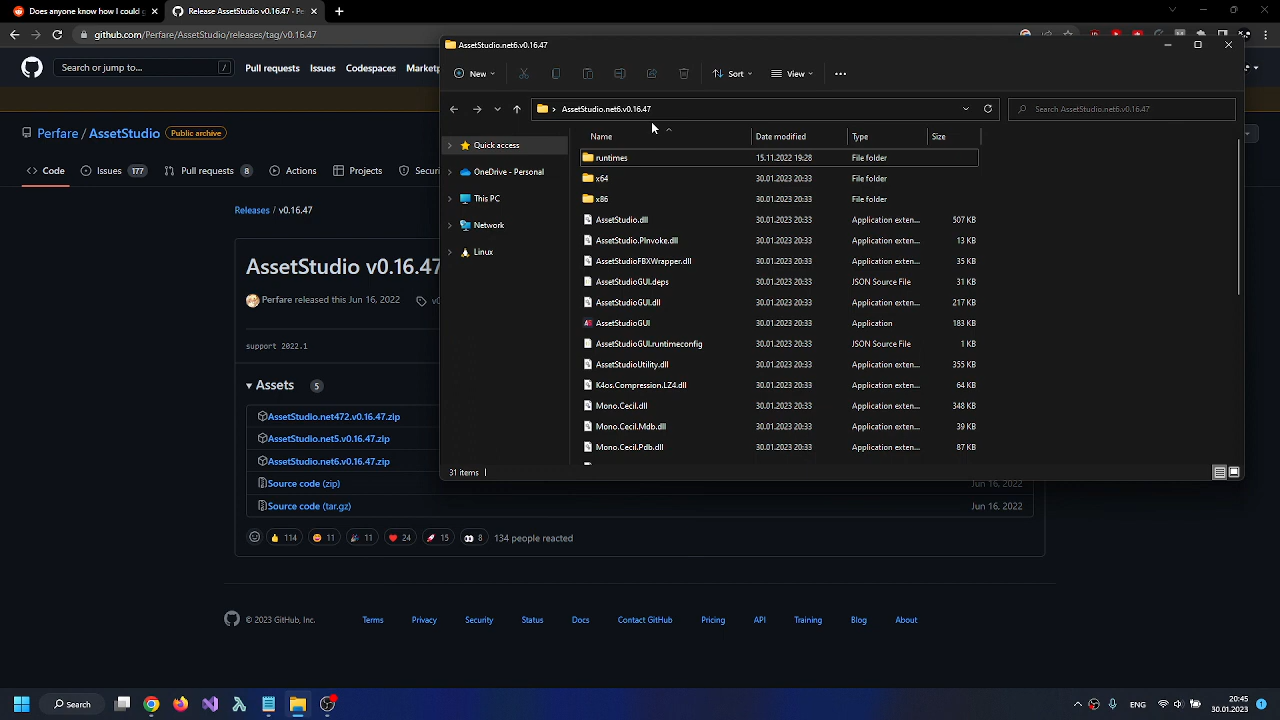 Does anyone know how I could g
Release AssetStudio v0.16.47 · Pe
github.com/Perfare/AssetStudio/releases/tag/v0.16.47
Search or jump to...
/
Pull requests
Issues
Codespaces
Marketp
Perfare / AssetStudio
Public archive
Code
Issues 177
Pull requests 8
Actions
Projects
Securi
Releases / v0.16.47
AssetStudio v0.16.47
Perfare released this Jun 16, 2022
support 2022.1
Assets 5
AssetStudio.net472.v0.16.47.zip
AssetStudio.net5.v0.16.47.zip
AssetStudio.net6.v0.16.47.zip
Source code (zip)
Jun 16, 2022
Source code (tar.gz)
Jun 16, 2022
114
11
11
24
15
8
134 people reacted
© 2023 GitHub, Inc.
Terms
Privacy
Security
Status
Docs
Contact GitHub
Pricing
API
Training
Blog
About
AssetStudio.net6.v0.16.47
New
Sort
View
AssetStudio.net6.v0.16.47
Search AssetStudio.net6.v0.16.47
Quick access
OneDrive - Personal
This PC
Network
Linux
Name
Date modified
Type
Size
runtimes 15.11.2022 19:28 File folder
x64 30.01.2023 20:33 File folder
x86 30.01.2023 20:33 File folder
AssetStudio.dll 30.01.2023 20:33 Application exten... 507 KB
AssetStudio.PInvoke.dll 30.01.2023 20:33 Application exten... 13 KB
AssetStudioFBXWrapper.dll 30.01.2023 20:33 Application exten... 35 KB
AssetStudioGUI.deps 30.01.2023 20:33 JSON Source File 31 KB
AssetStudioGUI.dll 30.01.2023 20:33 Application exten... 217 KB
AssetStudioGUI 30.01.2023 20:33 Application 183 KB
AssetStudioGUI.runtimeconfig 30.01.2023 20:33 JSON Source File 1 KB
AssetStudioUtility.dll 30.01.2023 20:33 Application exten... 355 KB
K4os.Compression.LZ4.dll 30.01.2023 20:33 Application exten... 64 KB
Mono.Cecil.dll 30.01.2023 20:33 Application exten... 348 KB
Mono.Cecil.Mdb.dll 30.01.2023 20:33 Application exten... 39 KB
Mono.Cecil.Pdb.dll 30.01.2023 20:33 Application exten... 87 KB
31 items
Search
ENG
20:45
30.01.2023
1